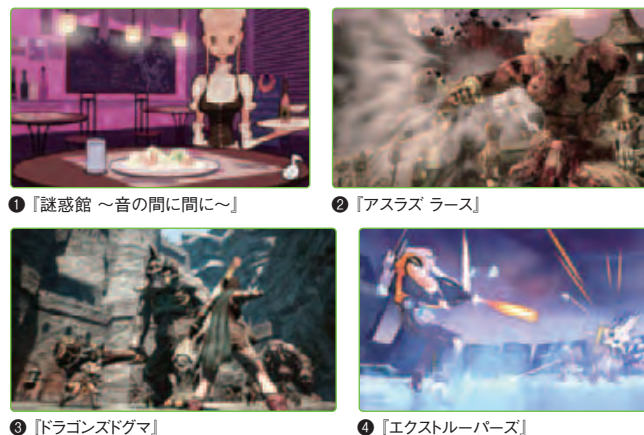 ❶ 『謎惑館 ～音の間に間に～』
❷ 『アスラズ ラース』
❸ 『ドラゴンズドグマ』
❹ 『エクストルーパーズ』